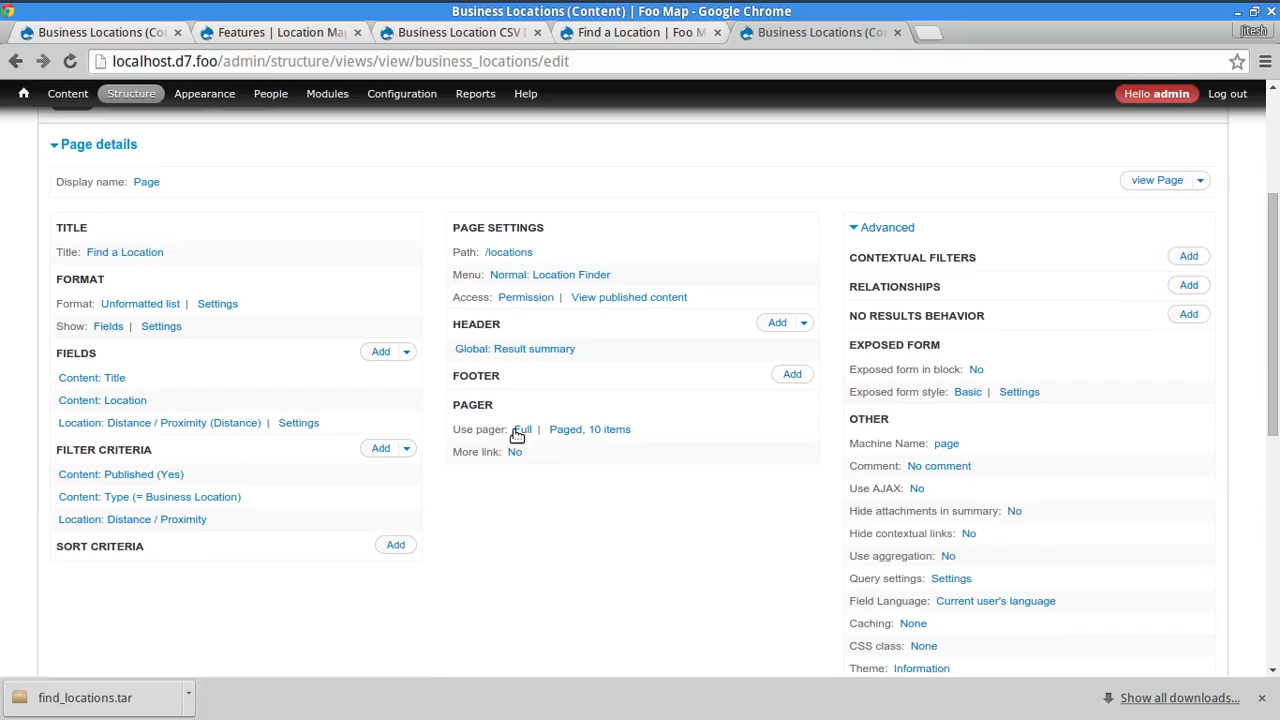 Business Locations (Content) | Foo Map - Google Chrome
Business Locations (Co
Features | Location Ma
Business Location CSV
Find a Location | Foo M
Business Locations (Co
jitesh
localhost.d7.foo/admin/structure/views/view/business_locations/edit
Content Structure Appearance People Modules Configuration Reports Help Hello admin Log out
Page details
Display name: Page
view Page
TITLE
Title: Find a Location
FORMAT
Format: Unformatted list | Settings
Show: Fields | Settings
FIELDS Add
Content: Title
Content: Location
Location: Distance / Proximity (Distance) | Settings
FILTER CRITERIA Add
Content: Published (Yes)
Content: Type (= Business Location)
Location: Distance / Proximity
SORT CRITERIA Add
PAGE SETTINGS
Path: /locations
Menu: Normal: Location Finder
Access: Permission | View published content
HEADER Add
Global: Result summary
FOOTER Add
PAGER
Use pager: Full | Paged, 10 items
More link: No
Advanced
CONTEXTUAL FILTERS Add
RELATIONSHIPS Add
NO RESULTS BEHAVIOR Add
EXPOSED FORM
Exposed form in block: No
Exposed form style: Basic | Settings
OTHER
Machine Name: page
Comment: No comment
Use AJAX: No
Hide attachments in summary: No
Hide contextual links: No
Use aggregation: No
Query settings: Settings
Field Language: Current user's language
Caching: None
CSS class: None
Theme: Information
find_locations.tar
Show all downloads...